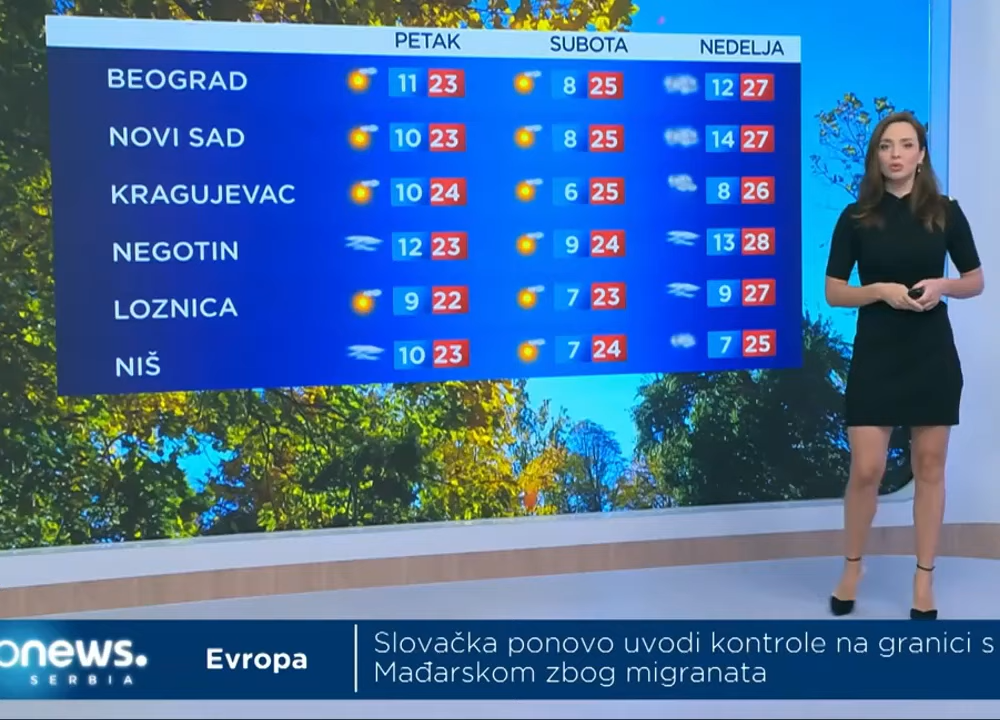 PETAK SUBOTA NEDELJA
BEOGRAD 11 23 8 25 12 27
NOVI SAD 10 23 8 25 14 27
KRAGUJEVAC 10 24 6 25 8 26
NEGOTIN 12 23 9 24 13 28
LOZNICA 9 22 7 23 9 27
NIŠ 10 23 7 24 7 25
onews.
SERBIA
Evropa
Slovačka ponovo uvodi kontrole na granici s
Mađarskom zbog migranata